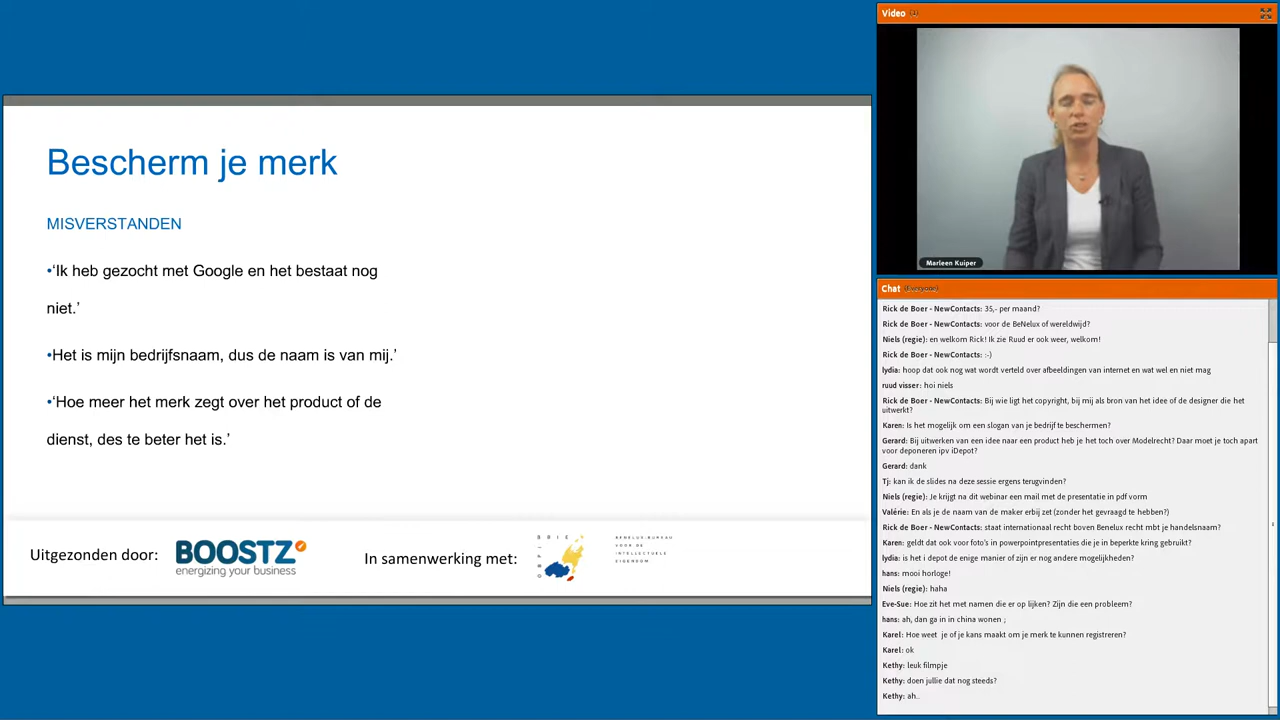 Bescherm je merk
MISVERSTANDEN
•‘Ik heb gezocht met Google en het bestaat nog
niet.’
•‘Het is mijn bedrijfsnaam, dus de naam is van mij.’
•‘Hoe meer het merk zegt over het product of de
dienst, des te beter het is.’
Uitgezonden door:
BOOSTZ
energizing your business
In samenwerking met:
BENELUX-BUREAU
VOOR DE
INTELLECTUELE
EIGENDOM
Video
Marleen Kuiper
Chat (Everyone)
Rick de Boer - NewContacts: 35,- per maand?
Rick de Boer - NewContacts: voor de BeNelux of wereldwijd?
Niels (regie): en welkom Rick! Ik zie Ruud er ook weer, welkom!
Rick de Boer - NewContacts: :-)
lydia: hoop dat ook nog wat wordt verteld over afbeeldingen van internet en wat wel en niet mag
ruud visser: hoi niels
Rick de Boer - NewContacts: Bij wie ligt het copyright, bij mij als bron van het idee of de designer die het
uitwerkt?
Karen: Is het mogelijk om een slogan van je bedrijf te beschermen?
Gerard: Bij uitwerken van een idee naar een product heb je het toch over Modelrecht? Daar moet je toch apart
voor deponeren ipv iDepot?
Gerard: dank
Tj: kan ik de slides na deze sessie ergens terugvinden?
Niels (regie): Je krijgt na dit webinar een mail met de presentatie in pdf vorm
Valérie: En als je de naam van de maker erbij zet (zonder het gevraagd te hebben?)
Rick de Boer - NewContacts: staat internationaal recht boven Benelux recht mbt je handelsnaam?
Karen: geldt dat ook voor foto's in powerpointpresentaties die je in beperkte kring gebruikt?
lydia: is het i depot de enige manier of zijn er nog andere mogelijkheden?
hans: mooi horloge!
Niels (regie): haha
Eve-Sue: Hoe zit het met namen die er op lijken? Zijn die een probleem?
hans: ah, dan ga in in china wonen ;
Karel: Hoe weet je of je kans maakt om je merk te kunnen registreren?
Karel: ok
Kethy: leuk filmpje
Kethy: doen jullie dat nog steeds?
Kethy: ah..